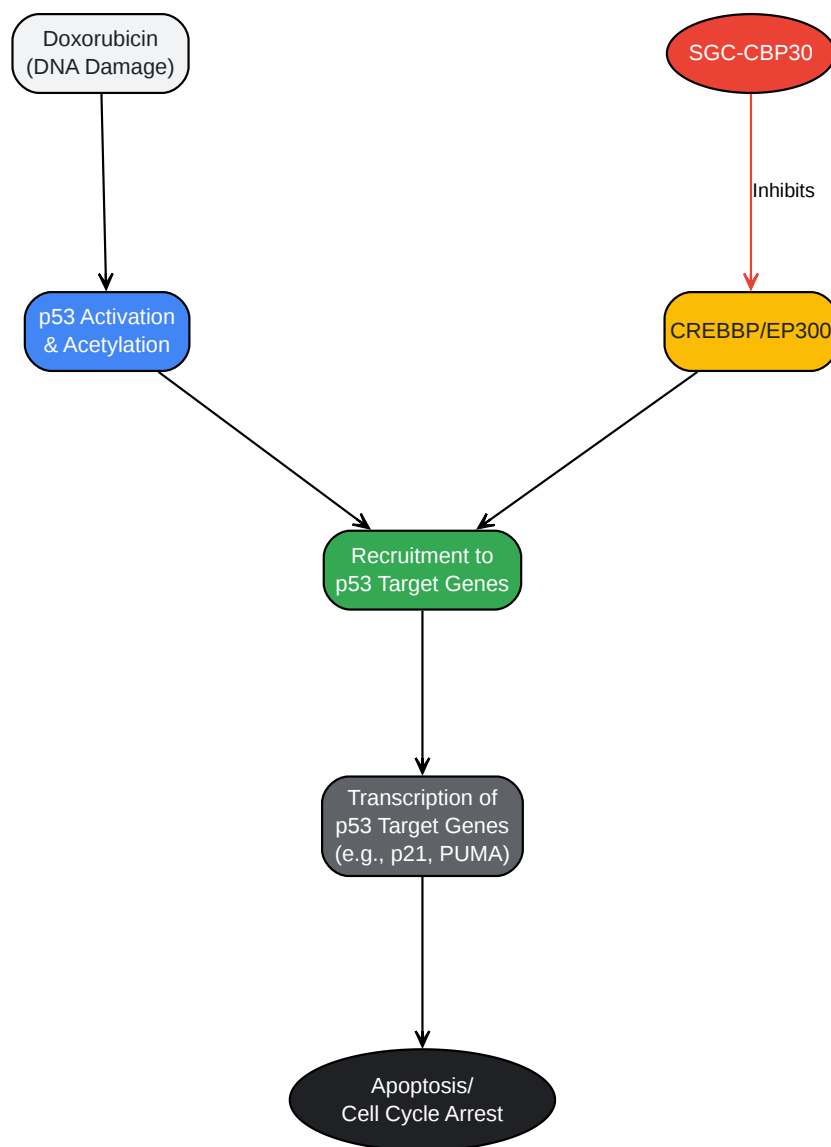 Doxorubicin
(DNA Damage)
SGC-CBP30
Inhibits
p53 Activation
& Acetylation
CREBBP/EP300
Recruitment to
p53 Target Genes
Transcription of
p53 Target Genes
(e.g., p21, PUMA)
Apoptosis/
Cell Cycle Arrest